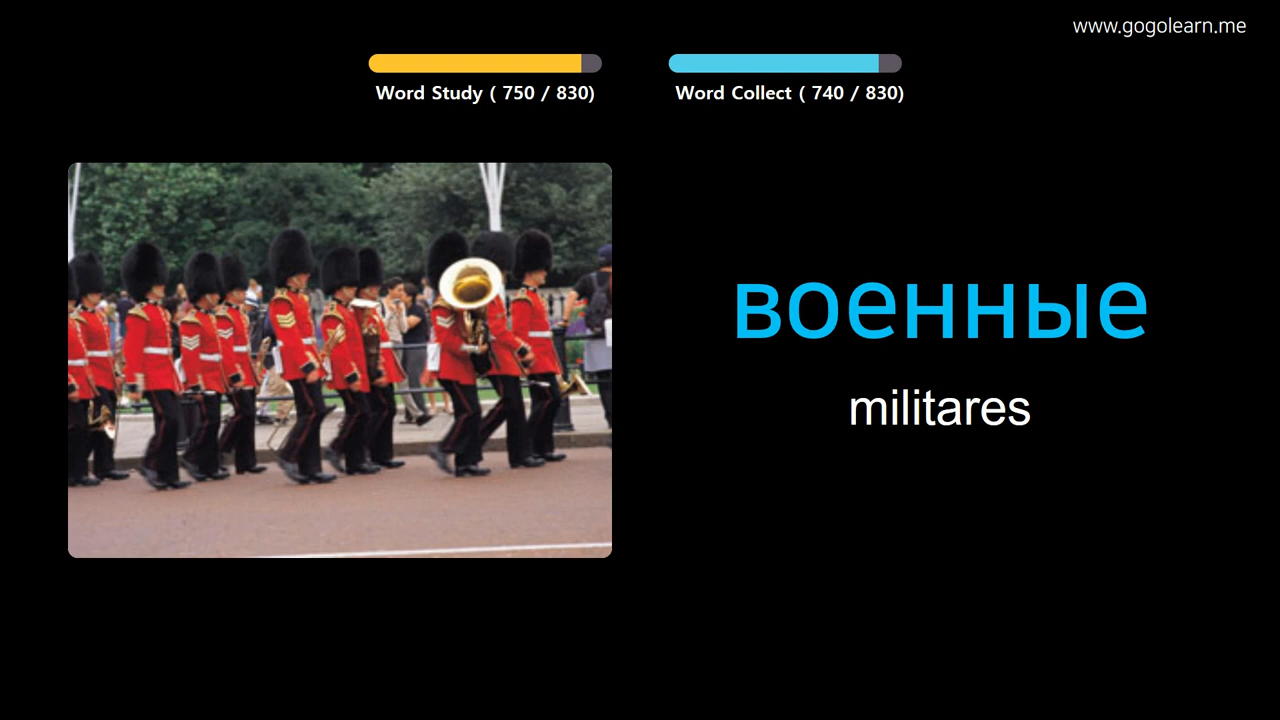 www.gogolearn.me
Word Study ( 750 / 830)
Word Collect ( 740 / 830)
военные
militares